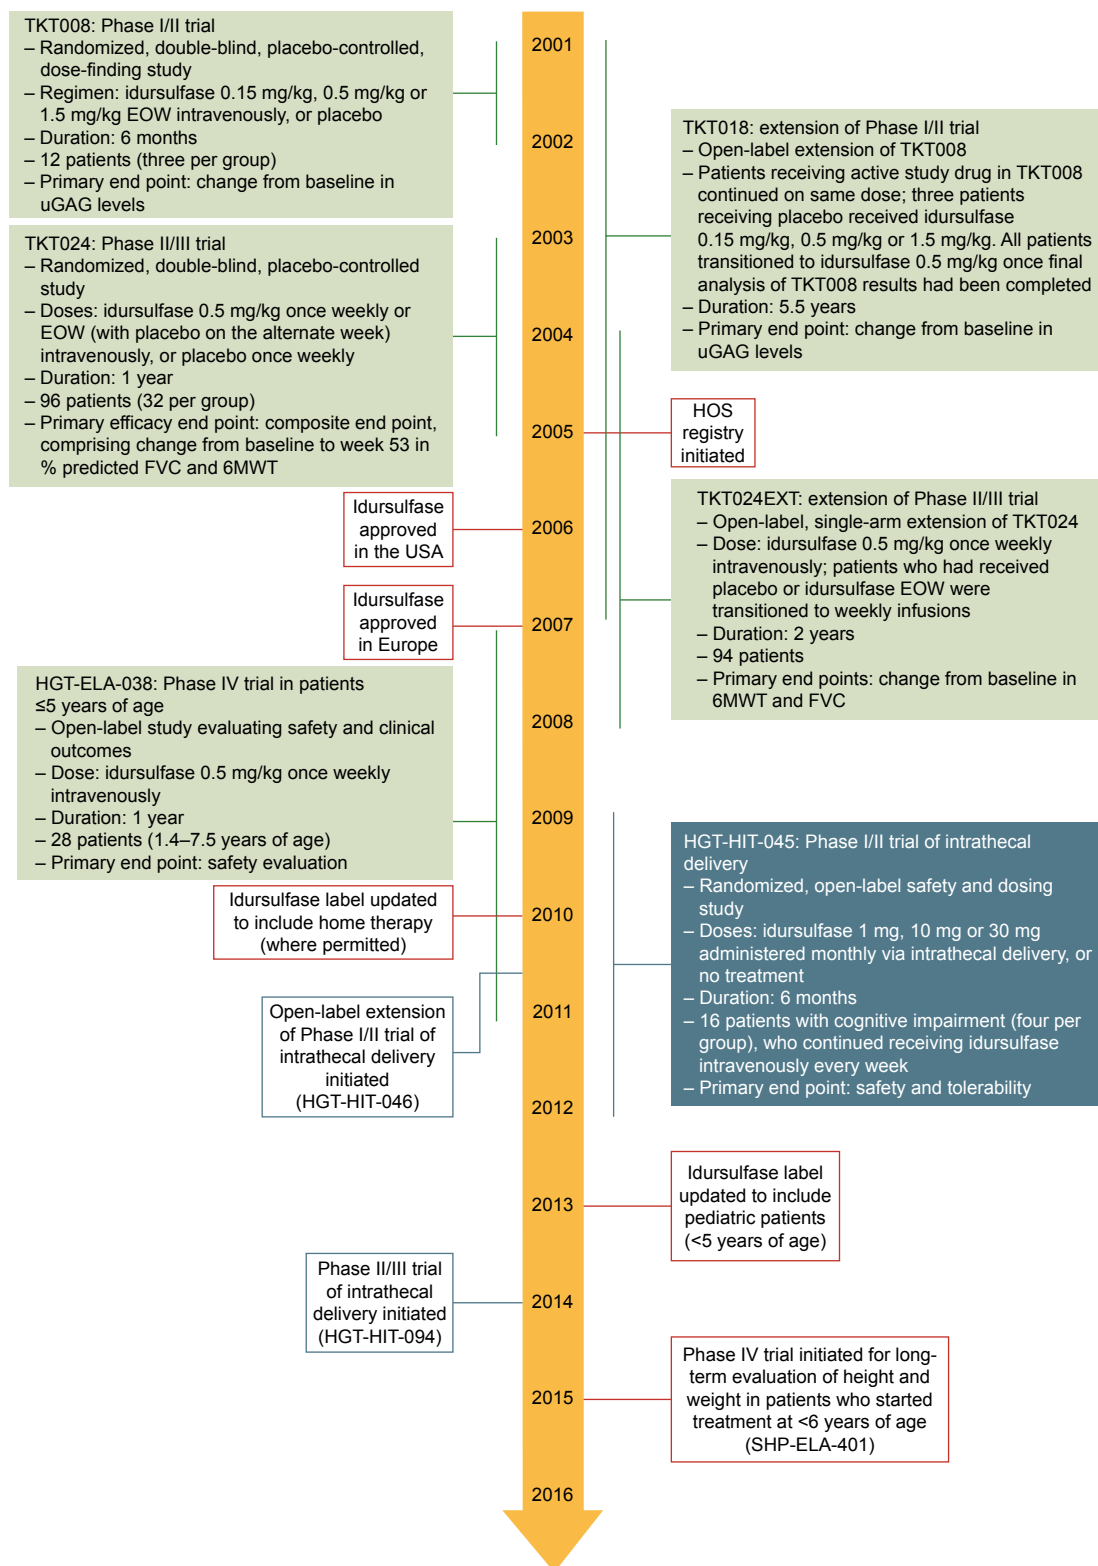 TKT008: Phase I/II trial
– Randomized, double-blind, placebo-controlled,
dose-finding study
– Regimen: idursulfase 0.15 mg/kg, 0.5 mg/kg or
1.5 mg/kg EOW intravenously, or placebo
– Duration: 6 months
– 12 patients (three per group)
– Primary end point: change from baseline in
uGAG levels
2001
2002
TKT018: extension of Phase I/II trial
– Open-label extension of TKT008
– Patients receiving active study drug in TKT008
continued on same dose; three patients
receiving placebo received idursulfase
0.15 mg/kg, 0.5 mg/kg or 1.5 mg/kg. All patients
transitioned to idursulfase 0.5 mg/kg once final
analysis of TKT008 results had been completed
– Duration: 5.5 years
– Primary end point: change from baseline in
uGAG levels
TKT024: Phase II/III trial
– Randomized, double-blind, placebo-controlled
study
– Doses: idursulfase 0.5 mg/kg once weekly or
EOW (with placebo on the alternate week)
intravenously, or placebo once weekly
– Duration: 1 year
– 96 patients (32 per group)
– Primary efficacy end point: composite end point,
comprising change from baseline to week 53 in
% predicted FVC and 6MWT
2003
2004
2005
HOS
registry
initiated
Idursulfase
approved
in the USA
2006
TKT024EXT: extension of Phase II/III trial
– Open-label, single-arm extension of TKT024
– Dose: idursulfase 0.5 mg/kg once weekly
intravenously; patients who had received
placebo or idursulfase EOW were
transitioned to weekly infusions
– Duration: 2 years
– 94 patients
– Primary end points: change from baseline in
6MWT and FVC
Idursulfase
approved
in Europe
2007
HGT-ELA-038: Phase IV trial in patients
≤5 years of age
– Open-label study evaluating safety and clinical
outcomes
– Dose: idursulfase 0.5 mg/kg once weekly
intravenously
– Duration: 1 year
– 28 patients (1.4–7.5 years of age)
– Primary end point: safety evaluation
2008
2009
HGT-HIT-045: Phase I/II trial of intrathecal
delivery
– Randomized, open-label safety and dosing
study
– Doses: idursulfase 1 mg, 10 mg or 30 mg
administered monthly via intrathecal delivery, or
no treatment
– Duration: 6 months
– 16 patients with cognitive impairment (four per
group), who continued receiving idursulfase
intravenously every week
– Primary end point: safety and tolerability
Idursulfase label updated
to include home therapy
(where permitted)
2010
Open-label extension
of Phase I/II trial of
intrathecal delivery
initiated
(HGT-HIT-046)
2011
2012
Idursulfase label
updated to include
pediatric patients
(<5 years of age)
2013
Phase II/III trial
of intrathecal
delivery initiated
(HGT-HIT-094)
2014
Phase IV trial initiated for long-
term evaluation of height and
weight in patients who started
treatment at <6 years of age
(SHP-ELA-401)
2015
2016